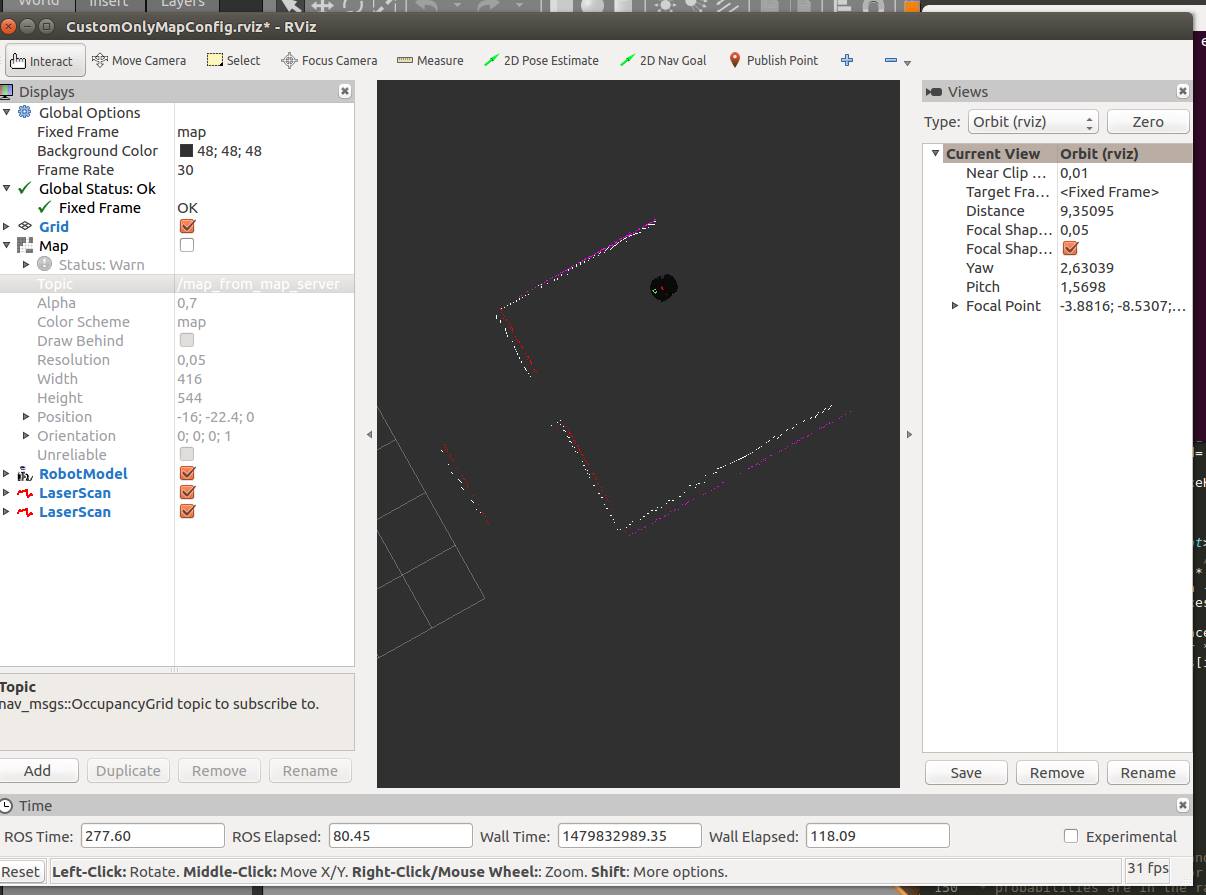 World Insert Layers
CustomOnlyMapConfig.rviz* - RViz
Interact Move Camera Select Focus Camera Measure 2D Pose Estimate 2D Nav Goal Publish Point
Displays
Global Options
Fixed Frame map
Background Color 48; 48; 48
Frame Rate 30
Global Status: Ok
Fixed Frame OK
Grid
Map
Status: Warn
Topic /map_from_map_server
Alpha 0,7
Color Scheme map
Draw Behind
Resolution 0,05
Width 416
Height 544
Position -16; -22.4; 0
Orientation 0; 0; 0; 1
Unreliable
RobotModel
LaserScan
LaserScan
Topic
nav_msgs::OccupancyGrid topic to subscribe to.
Add Duplicate Remove Rename
Views
Type: Orbit (rviz) Zero
Current View Orbit (rviz)
Near Clip ... 0,01
Target Fra... <Fixed Frame>
Distance 9,35095
Focal Shap... 0,05
Focal Shap...
Yaw 2,63039
Pitch 1,5698
Focal Point -3.8816; -8.5307;...
Save Remove Rename
Time
ROS Time: 277.60 ROS Elapsed: 80.45 Wall Time: 1479832989.35 Wall Elapsed: 118.09 Experimental
Reset Left-Click: Rotate. Middle-Click: Move X/Y. Right-Click/Mouse Wheel:: Zoom. Shift: More options. 31 fps
150 * probabilities are in the ra